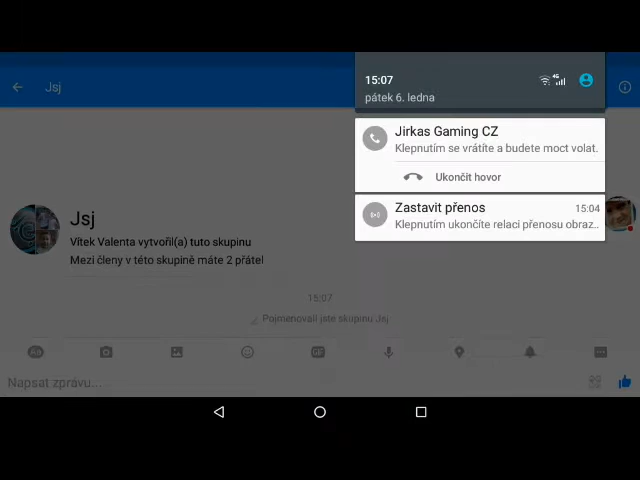 Jsj
15:07
4G
pátek 6. ledna
Jirkas Gaming CZ
Klepnutím se vrátíte a budete moct volat.
Ukončit hovor
Zastavit přenos
15:04
Klepnutím ukončíte relaci přenosu obraz..
Jsj
Vítek Valenta vytvořil(a) tuto skupinu
Mezi členy v této skupině máte 2 přátel
15:07
Pojmenovali jste skupinu Jsj
GIF
Napsat zprávu...